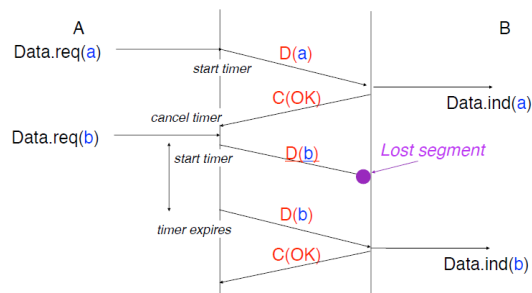 A
B
Data.req(a)
D(a)
start timer
C(OK)
Data.ind(a)
cancel timer
Data.req(b)
start timer
D(b)
Lost segment
D(b)
timer expires
C(OK)
Data.ind(b)